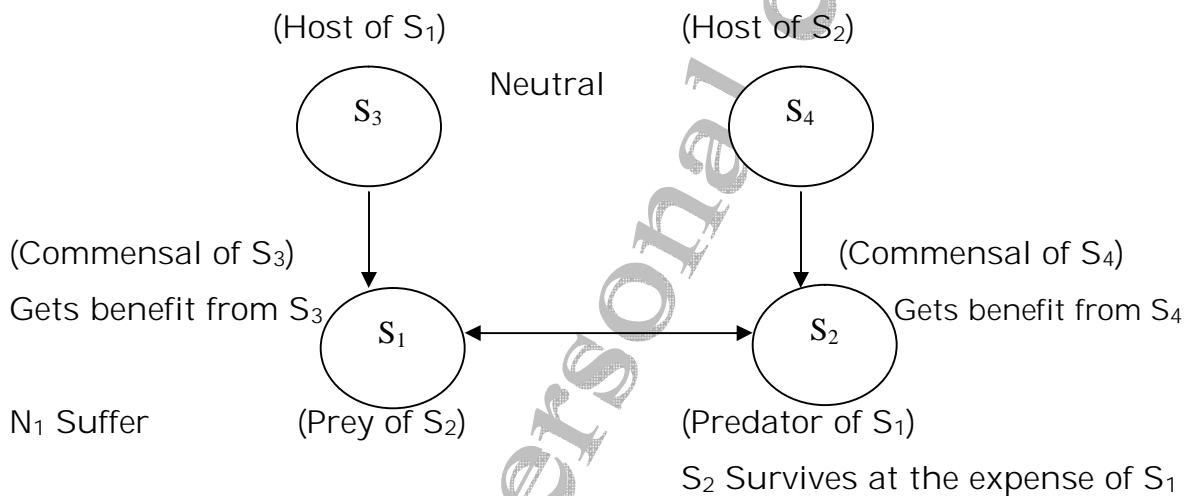 (Host of S₁) (Host of S₂)
Neutral
S₃ S₄
(Commensal of S₃) (Commensal of S₄)
Gets benefit from S₃ Gets benefit from S₄
S₁ S₂
N₁ Suffer (Prey of S₂) (Predator of S₁)
S₂ Survives at the expense of S₁
ersonal